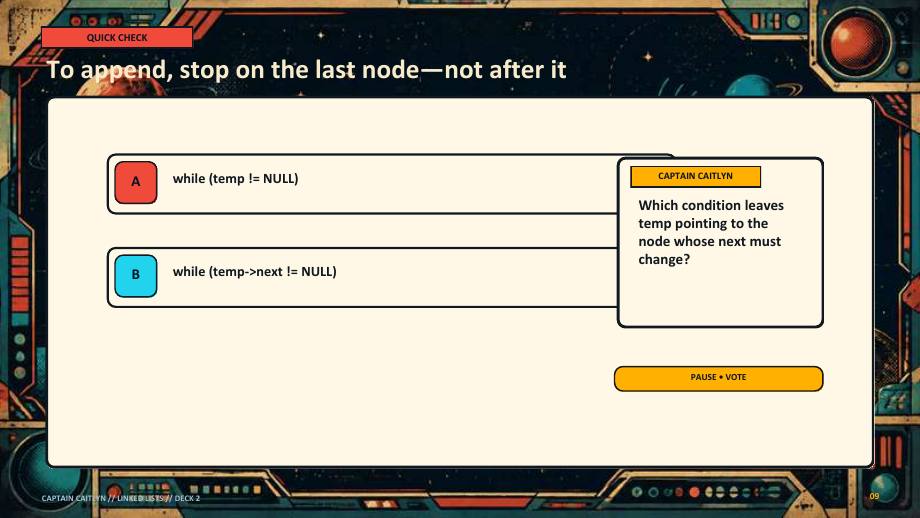 QUICK CHECK
To append, stop on the last node—not after it
A
while (temp != NULL)
B
while (temp->next != NULL)
CAPTAIN CAITLYN
Which condition leaves
temp pointing to the
node whose next must
change?
PAUSE • VOTE
CAPTAIN CAITLYN // LINKED LISTS // DECK 2
09